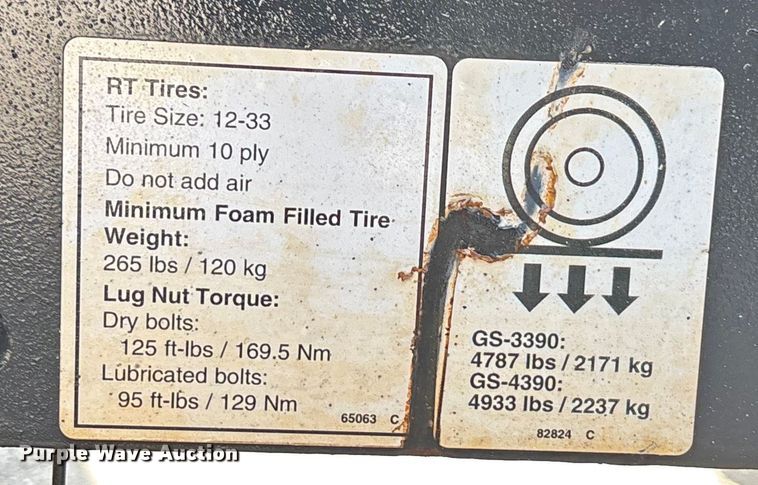 RT Tires:
Tire Size: 12-33
Minimum 10 ply
Do not add air
Minimum Foam Filled Tire
Weight:
265 lbs / 120 kg
Lug Nut Torque:
Dry bolts:
125 ft-lbs / 169.5 Nm
Lubricated bolts:
95 ft-lbs / 129 Nm
65063 C
GS-3390:
4787 lbs / 2171 kg
GS-4390:
4933 lbs / 2237 kg
82824 C
Purple Wave Auction